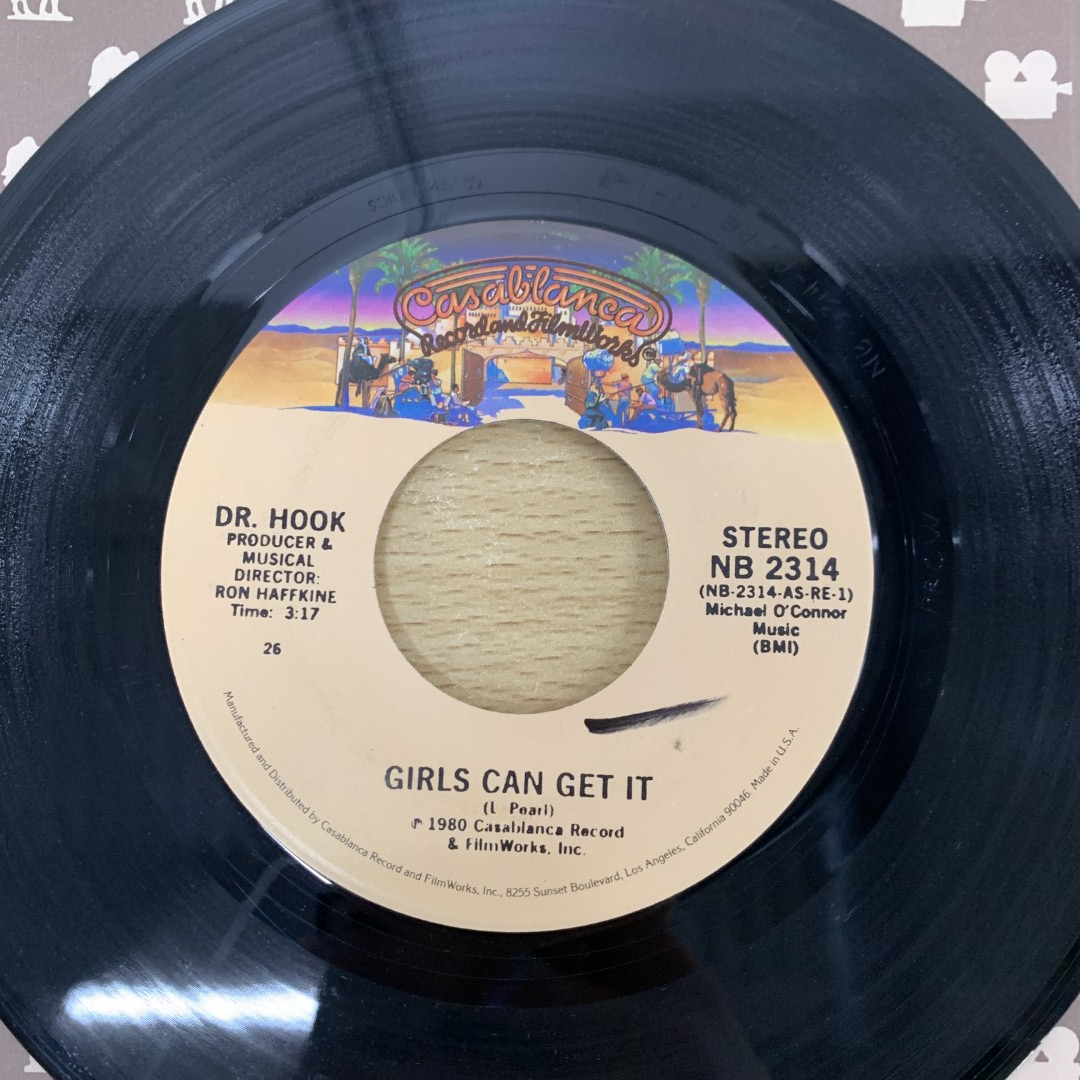 Casablanca
Record and FilmWorks
DR. HOOK
PRODUCER &
MUSICAL
DIRECTOR:
RON HAFFKINE
Time: 3:17
26
STEREO
NB 2314
(NB-2314-AS-RE-1)
Michael O'Connor
Music
(BMI)
GIRLS CAN GET IT
(L. Pearl)
℗ 1980 Casablanca Record
& FilmWorks, Inc.
Manufactured and Distributed by Casablanca Record and FilmWorks, Inc., 8255 Sunset Boulevard, Los Angeles, California 90046. Made in U.S.A.